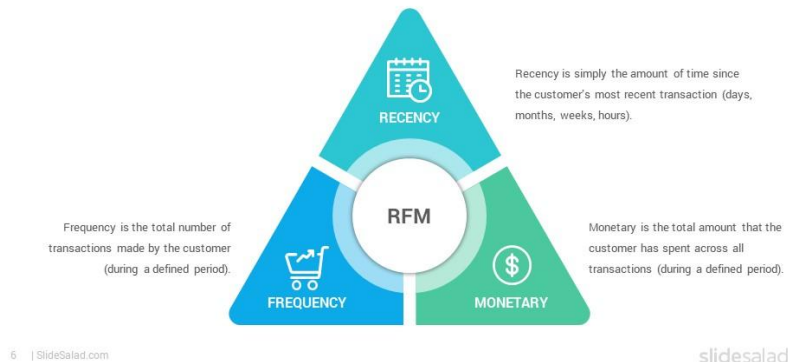 RECENCY
Recency is simply the amount of time since
the customer's most recent transaction (days,
months, weeks, hours).
RFM
Frequency is the total number of
transactions made by the customer
(during a defined period).
FREQUENCY
Monetary is the total amount that the
customer has spent across all
transactions (during a defined period).
$
MONETARY
6 | SlideSalad.com
slidesalad